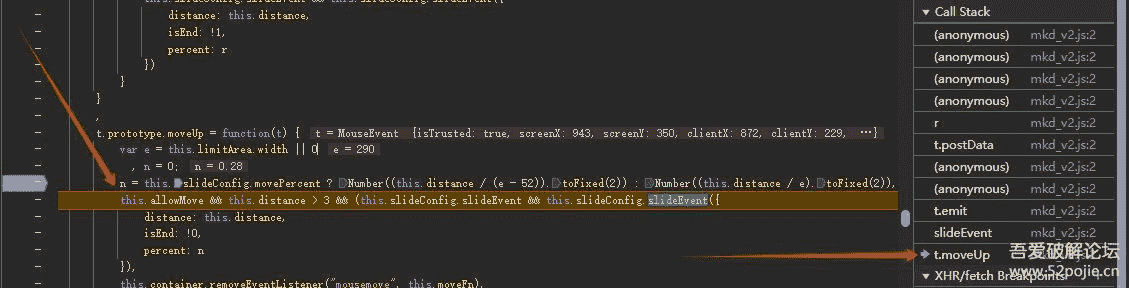 distance: this.distance,
isEnd: !1,
percent: r
})
}
}
,
t.prototype.moveUp = function(t) { t = MouseEvent {isTrusted: true, screenX: 943, screenY: 350, clientX: 872, clientY: 229, …}
var e = this.limitArea.width || 0 e = 290
, n = 0; n = 0.28
n = this.slideConfig.movePercent ? Number((this.distance / (e - 52)).toFixed(2)) : Number((this.distance / e).toFixed(2)),
this.allowMove && this.distance > 3 && (this.slideConfig.slideEvent && this.slideConfig.slideEvent({
distance: this.distance,
isEnd: !0,
percent: n
}),
this.container.removeEventListener("mousemove", this.moveFn),
Call Stack
(anonymous) mkd_v2.js:2
(anonymous) mkd_v2.js:2
(anonymous) mkd_v2.js:2
(anonymous) mkd_v2.js:2
r mkd_v2.js:2
t.postData mkd_v2.js:2
(anonymous) mkd_v2.js:2
(anonymous) mkd_v2.js:2
t.emit mkd_v2.js:2
slideEvent mkd_v2.js:2
t.moveUp mkd_v2.js:2
XHR/fetch Breakpoints
吾爱破解论坛
www.52pojie.cn